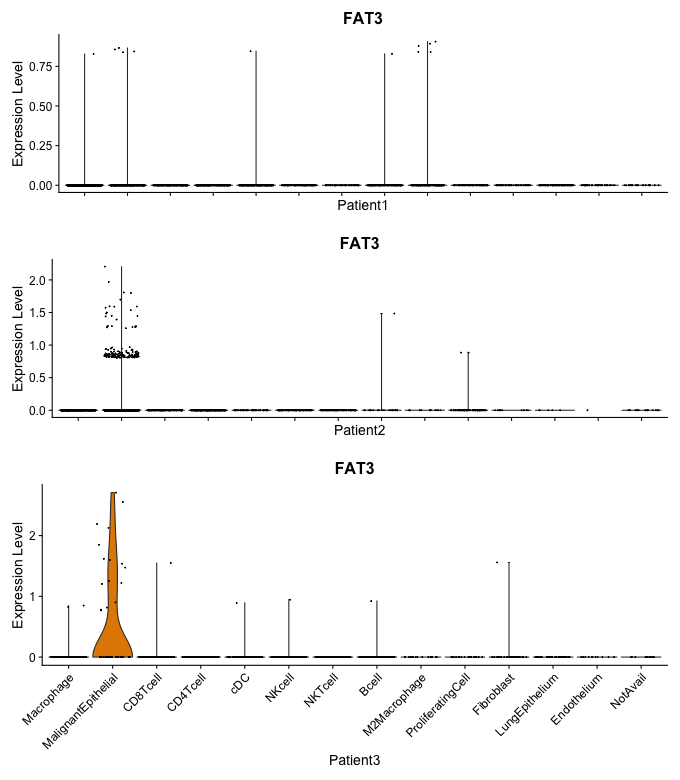 FAT3
Expression Level
0.75
0.50
0.25
0.00
Patient1
FAT3
Expression Level
2.0
1.5
1.0
0.5
0.0
Patient2
FAT3
Expression Level
2
1
0
Macrophage
MalignantEpithelial
CD8Tcell
CD4Tcell
cDC
NKcell
NKTcell
Bcell
M2Macrophage
ProliferatingCell
Fibroblast
LungEpithelium
Endothelium
NotAvail
Patient3